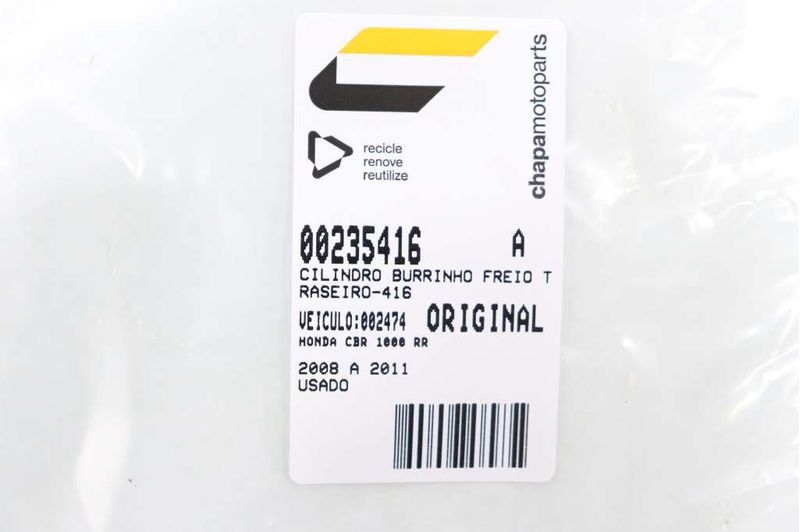 chapamotoparts
recicle
renove
reutilize
00235416 A
CILINDRO BURRINHO FREIO T
RASEIRO-416
VEICULO:002474 ORIGINAL
HONDA CBR 1000 RR
2008 A 2011
USADO